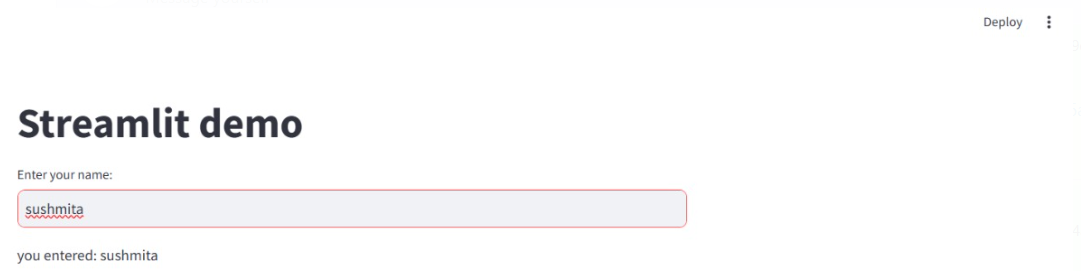 Deploy
Streamlit demo
Enter your name:
sushmita
you entered: sushmita